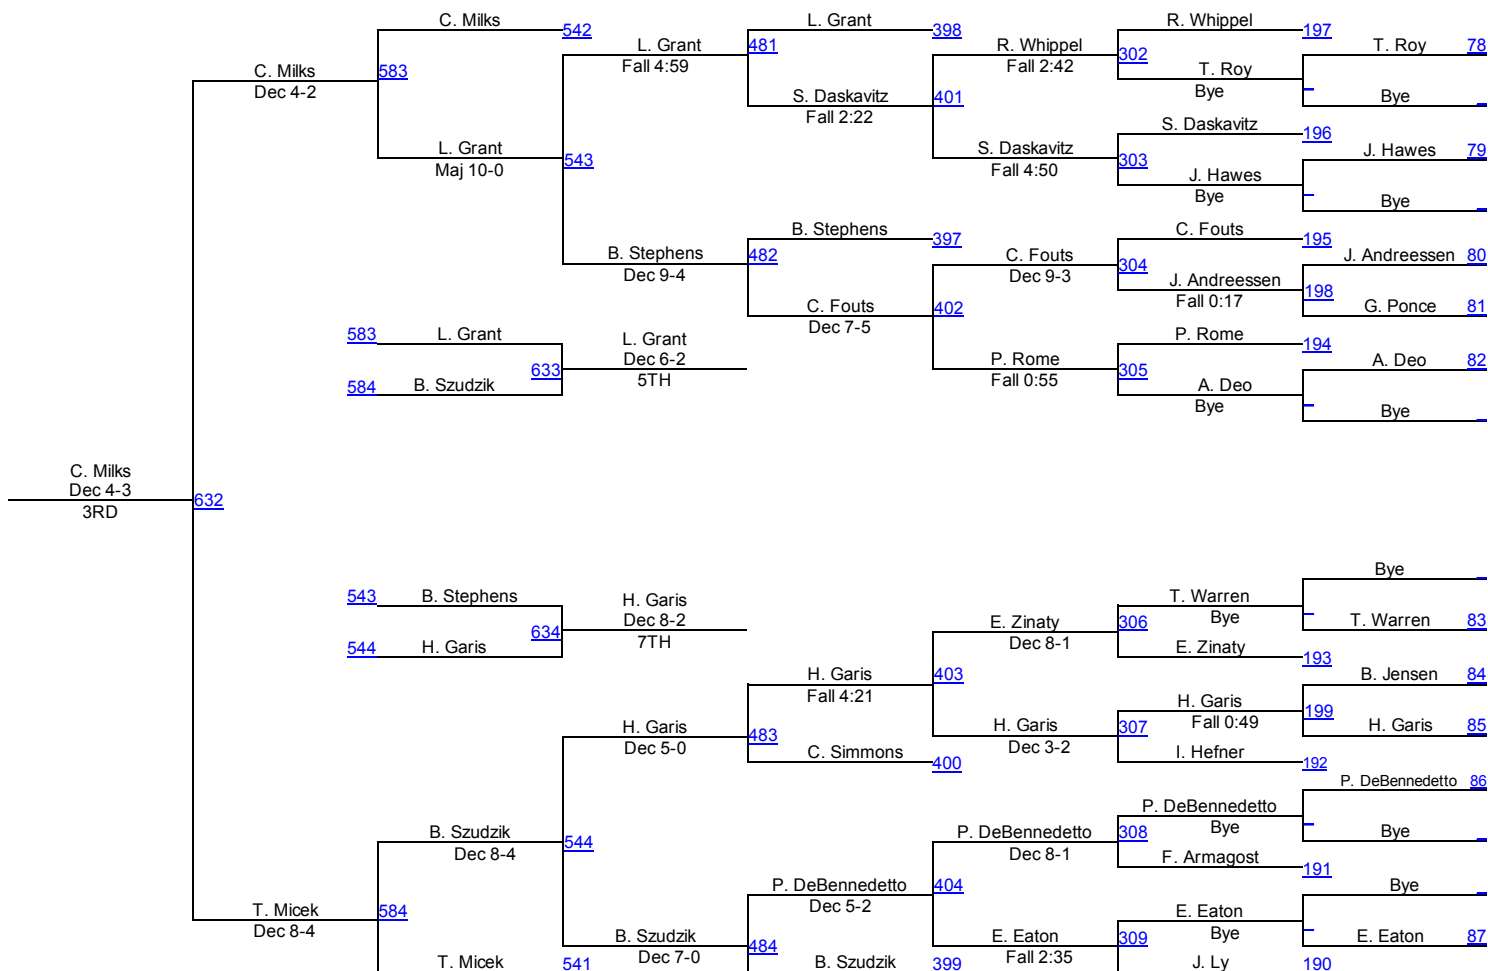 C. Milks
542
L. Grant
398
R. Whippel
197
L. Grant
481
R. Whippel
302
T. Roy
78
Fall 4:59
Fall 2:42
C. Milks
583
T. Roy
Dec 4-2
S. Daskavitz
401
Bye
Bye
Fall 2:22
S. Daskavitz
196
L. Grant
543
S. Daskavitz
303
J. Hawes
79
Maj 10-0
Fall 4:50
J. Hawes
Bye
Bye
B. Stephens
397
C. Fouts
195
B. Stephens
482
C. Fouts
304
J. Andreessen
80
Dec 9-4
Dec 9-3
J. Andreessen
198
C. Fouts
402
Fall 0:17
G. Ponce
81
Dec 7-5
583
L. Grant
L. Grant
P. Rome
194
Dec 6-2
P. Rome
305
A. Deo
82
633
5TH
Fall 0:55
584
B. Szudzik
A. Deo
Bye
Bye
C. Milks
Dec 4-3
632
3RD
Bye
543
B. Stephens
H. Garis
T. Warren
Dec 8-2
E. Zinaty
306
Bye
T. Warren
83
634
7TH
Dec 8-1
544
H. Garis
E. Zinaty
193
H. Garis
403
B. Jensen
84
Fall 4:21
H. Garis
199
H. Garis
483
H. Garis
307
Fall 0:49
H. Garis
85
Dec 5-0
Dec 3-2
C. Simmons
400
I. Hefner
192
P. DeBennedetto
86
P. DeBennedetto
B. Szudzik
544
P. DeBennedetto
308
Bye
Bye
Dec 8-4
Dec 8-1
F. Armagost
191
P. DeBennedetto
404
Bye
Dec 5-2
T. Micek
584
E. Eaton
Dec 8-4
B. Szudzik
484
E. Eaton
309
Bye
E. Eaton
87
Dec 7-0
Fall 2:35
T. Micek
541
B. Szudzik
399
J. Ly
190